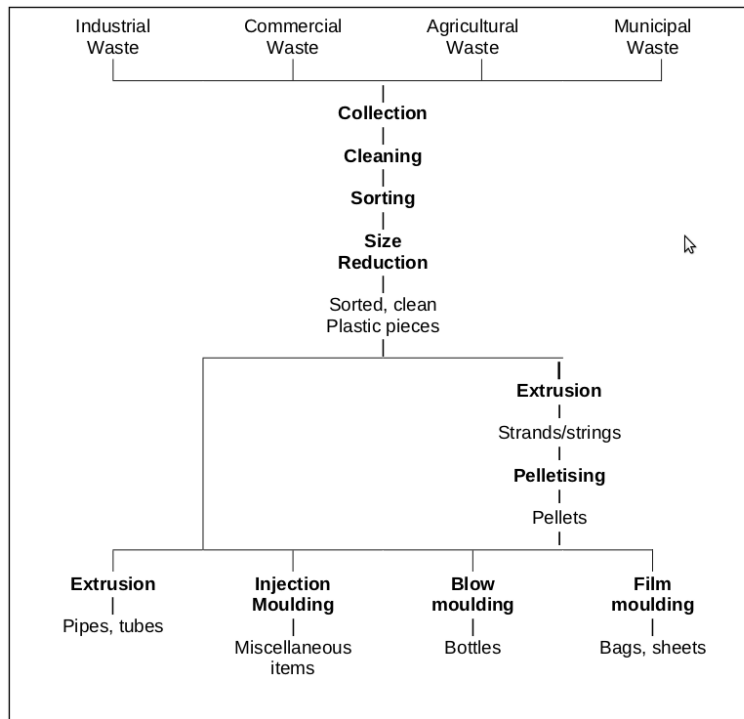 Industrial
Waste
Commercial
Waste
Agricultural
Waste
Municipal
Waste
Collection
Cleaning
Sorting
Size
Reduction
Sorted, clean
Plastic pieces
Extrusion
Strands/strings
Pelletising
Pellets
Extrusion
Pipes, tubes
Injection
Moulding
Miscellaneous
items
Blow
moulding
Bottles
Film
moulding
Bags, sheets